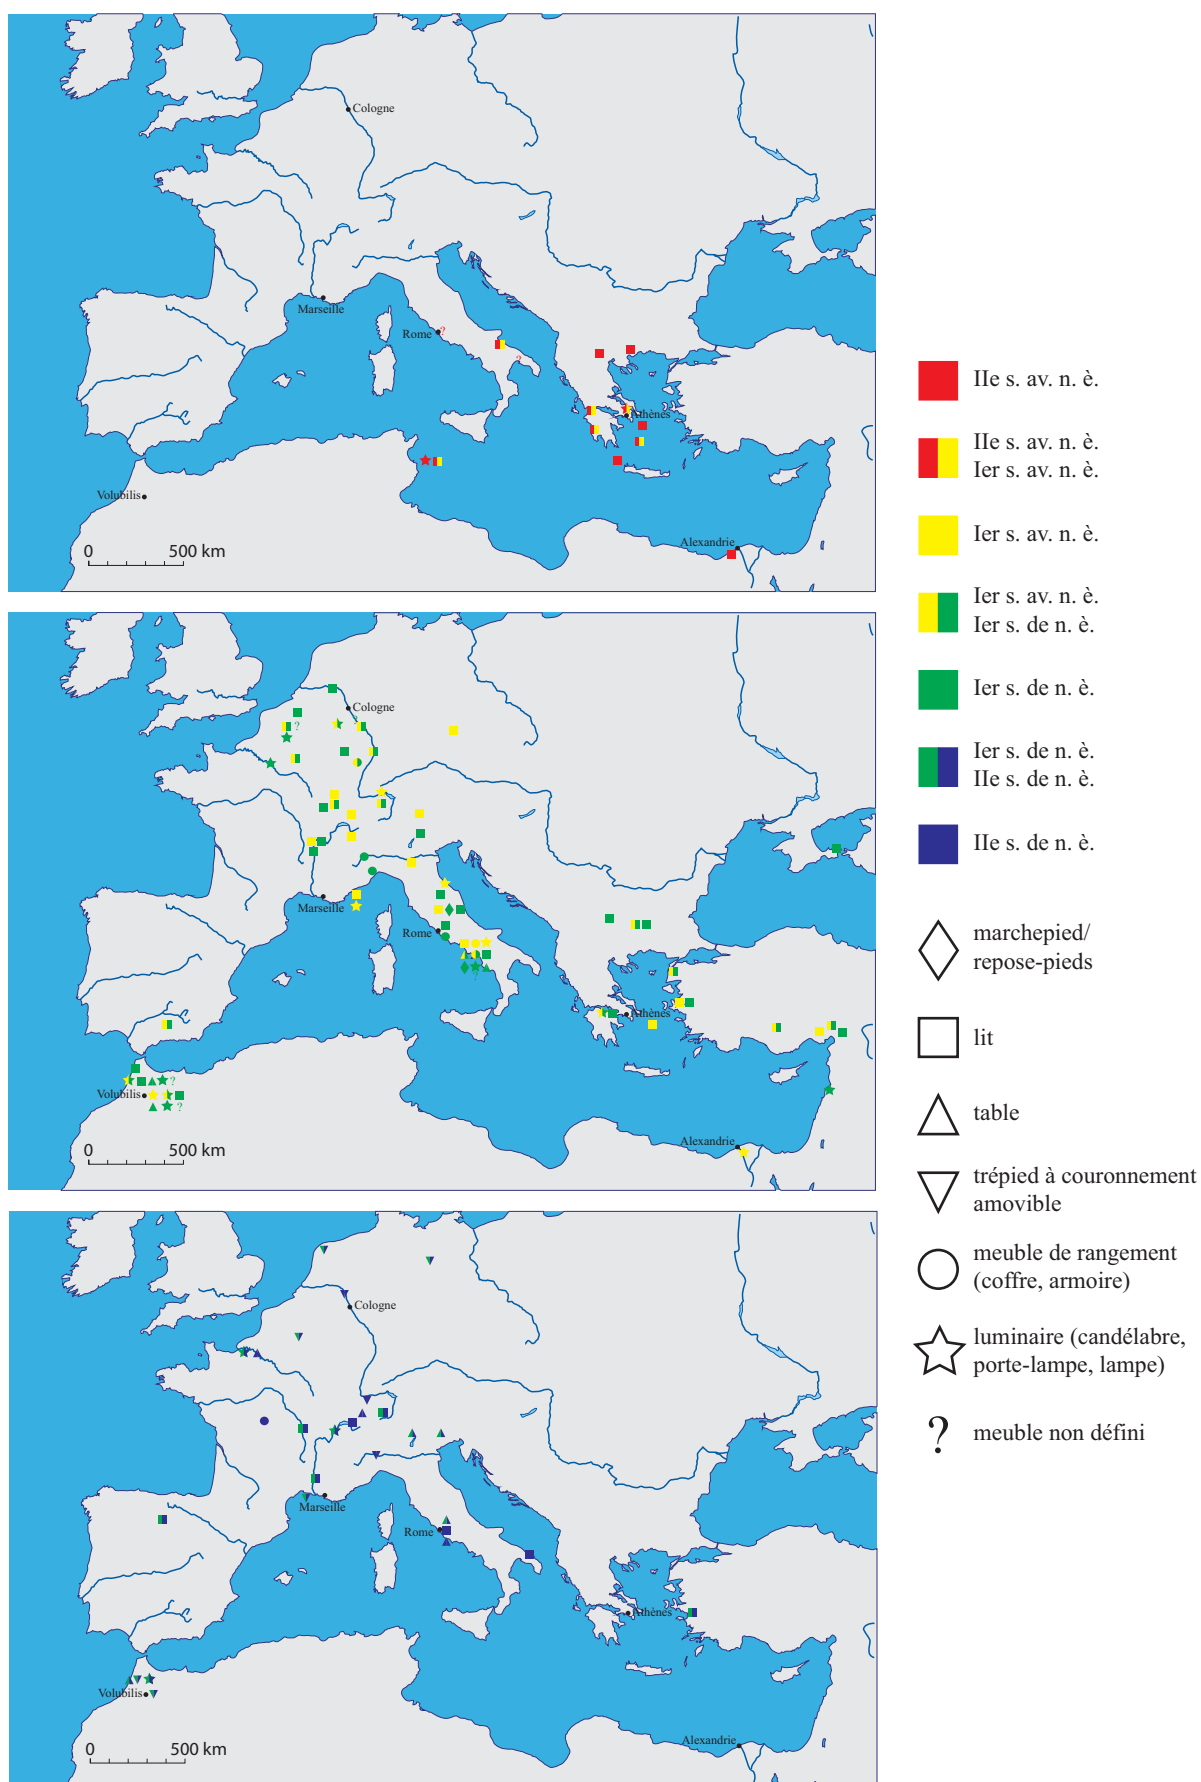 Cologne
Marseille
Rome
?
?
Athènes
Volubilis
Alexandrie
0 500 km
Cologne
?
?
Marseille
Rome
?
Athènes
?
Volubilis
?
Alexandrie
0 500 km
Cologne
Marseille
Rome
Athènes
Volubilis
Alexandrie
0 500 km
IIe s. av. n. è.
IIe s. av. n. è.
Ier s. av. n. è.
Ier s. av. n. è.
Ier s. av. n. è.
Ier s. de n. è.
Ier s. de n. è.
Ier s. de n. è.
IIe s. de n. è.
IIe s. de n. è.
marchepied/
repose-pieds
lit
table
trépied à couronnement
amovible
meuble de rangement
(coffre, armoire)
luminaire (candélabre,
porte-lampe, lampe)
? meuble non défini